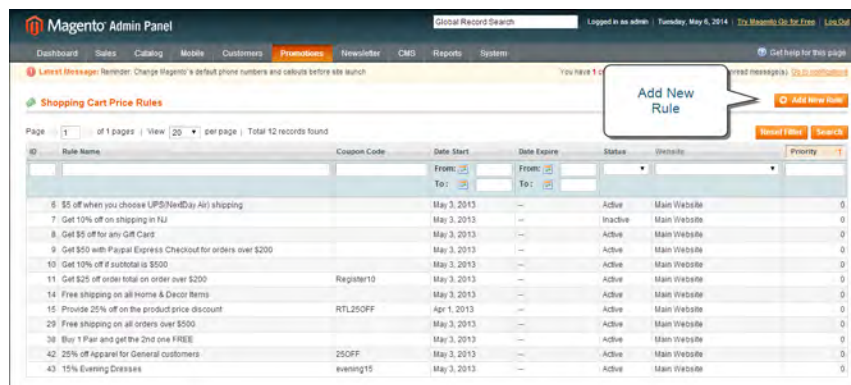 Magento Admin Panel
Global Record Search
Logged in as admin | Tuesday, May 6, 2014 | Try Magento Go for Free | Log Out
Dashboard Sales Catalog Mobile Customers Promotions Newsletter CMS Reports System
Get help for this page
Latest Message: Reminder: Change Magento's default phone numbers and callouts before site launch
You have 1
unread message(s). Go to notifications
Add New Rule
Shopping Cart Price Rules
Add New Rule
Page 1 of 1 pages | View 20 per page | Total 12 records found
Reset Filter Search
ID Rule Name Coupon Code Date Start Date Expire Status Website Priority
From: From:
To: To:
6 $5 off when you choose UPS(NextDay Air) shipping May 3, 2013 -- Active Main Website 0
7 Get 10% off on shipping in NJ May 3, 2013 -- Inactive Main Website 0
8 Get $5 off for any Gift Card May 3, 2013 -- Active Main Website 0
9 Get $50 with Paypal Express Checkout for orders over $200 May 3, 2013 -- Active Main Website 0
10 Get 10% off if subtotal is $500 May 3, 2013 -- Active Main Website 0
11 Get $25 off order total on order over $200 Register10 May 3, 2013 -- Active Main Website 0
14 Free shipping on all Home & Decor Items May 3, 2013 -- Active Main Website 0
15 Provide 25% off on the product price discount RTL25OFF Apr 1, 2013 -- Active Main Website 0
29 Free shipping on all orders over $500 May 3, 2013 -- Active Main Website 0
38 Buy 1 Pair and get the 2nd one FREE May 3, 2013 -- Active Main Website 0
42 25% off Apparel for General customers 25OFF May 3, 2013 -- Active Main Website 0
43 15% Evening Dresses evening15 May 3, 2013 -- Active Main Website 0